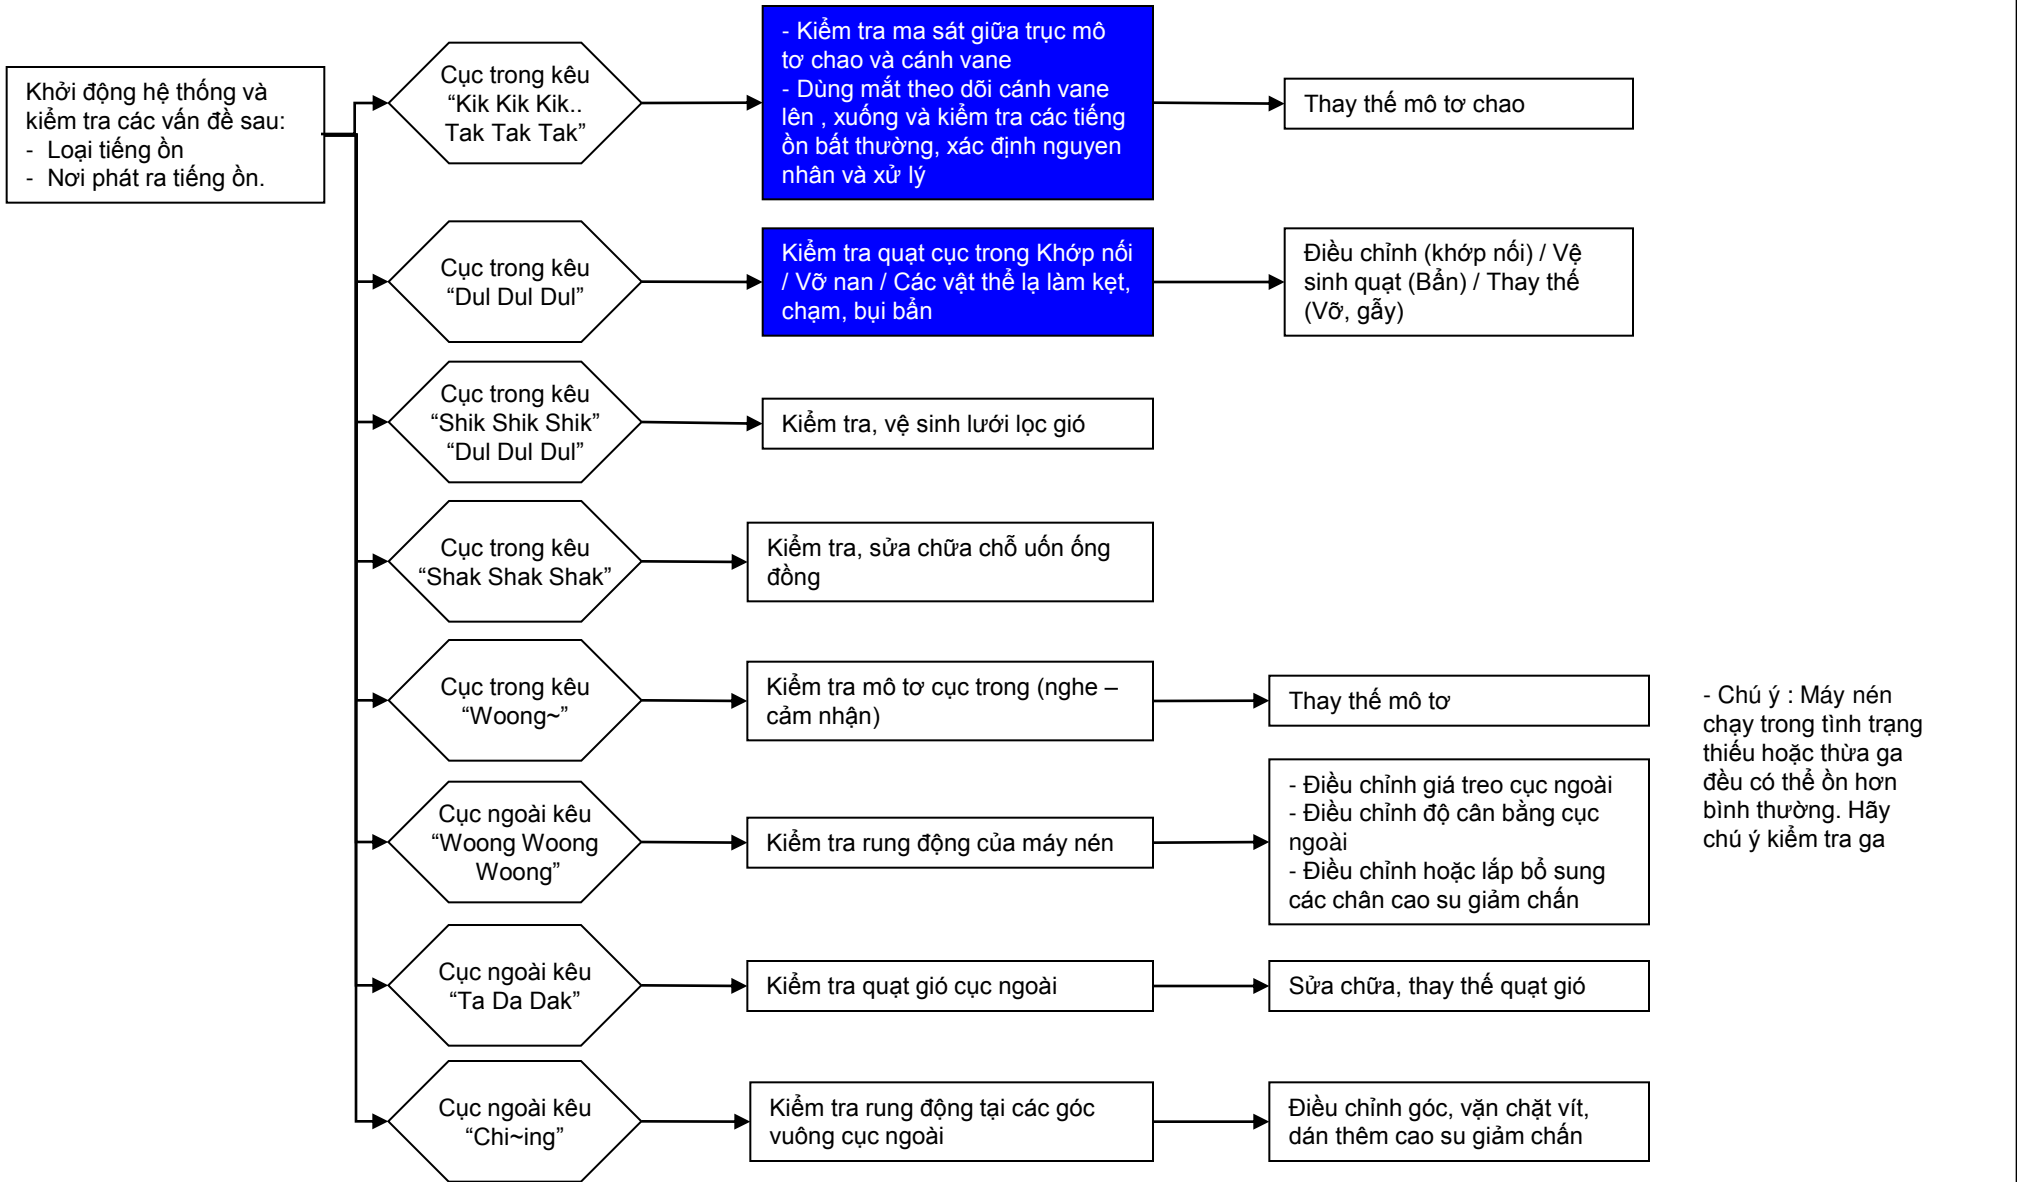 Khởi động hệ thống và
kiểm tra các vấn đề sau:
- Loại tiếng ồn
- Nơi phát ra tiếng ồn.
Cục trong kêu
“Kik Kik Kik..
Tak Tak Tak”
- Kiểm tra ma sát giữa trục mô
tơ chao và cánh vane
- Dùng mắt theo dõi cánh vane
lên , xuống và kiểm tra các tiếng
ồn bất thường, xác định nguyen
nhân và xử lý
Thay thế mô tơ chao
Cục trong kêu
“Dul Dul Dul”
Kiểm tra quạt cục trong Khớp nối
/ Vỡ nan / Các vật thể lạ làm kẹt,
chạm, bụi bẩn
Điều chỉnh (khớp nối) / Vệ
sinh quạt (Bẩn) / Thay thế
(Vỡ, gẫy)
Cục trong kêu
“Shik Shik Shik”
“Dul Dul Dul”
Kiểm tra, vệ sinh lưới lọc gió
Cục trong kêu
“Shak Shak Shak”
Kiểm tra, sửa chữa chỗ uốn ống
đồng
Cục trong kêu
“Woong~”
Kiểm tra mô tơ cục trong (nghe –
cảm nhận)
Thay thế mô tơ
Cục ngoài kêu
“Woong Woong
Woong”
Kiểm tra rung động của máy nén
- Điều chỉnh giá treo cục ngoài
- Điều chỉnh độ cân bằng cục
ngoài
- Điều chỉnh hoặc lắp bổ sung
các chân cao su giảm chấn
- Chú ý : Máy nén
chạy trong tình trạng
thiếu hoặc thừa ga
đều có thể ồn hơn
bình thường. Hãy
chú ý kiểm tra ga
Cục ngoài kêu
“Ta Da Dak”
Kiểm tra quạt gió cục ngoài
Sửa chữa, thay thế quạt gió
Cục ngoài kêu
“Chi~ing”
Kiểm tra rung động tại các góc
vuông cục ngoài
Điều chỉnh góc, vặn chặt vít,
dán thêm cao su giảm chấn